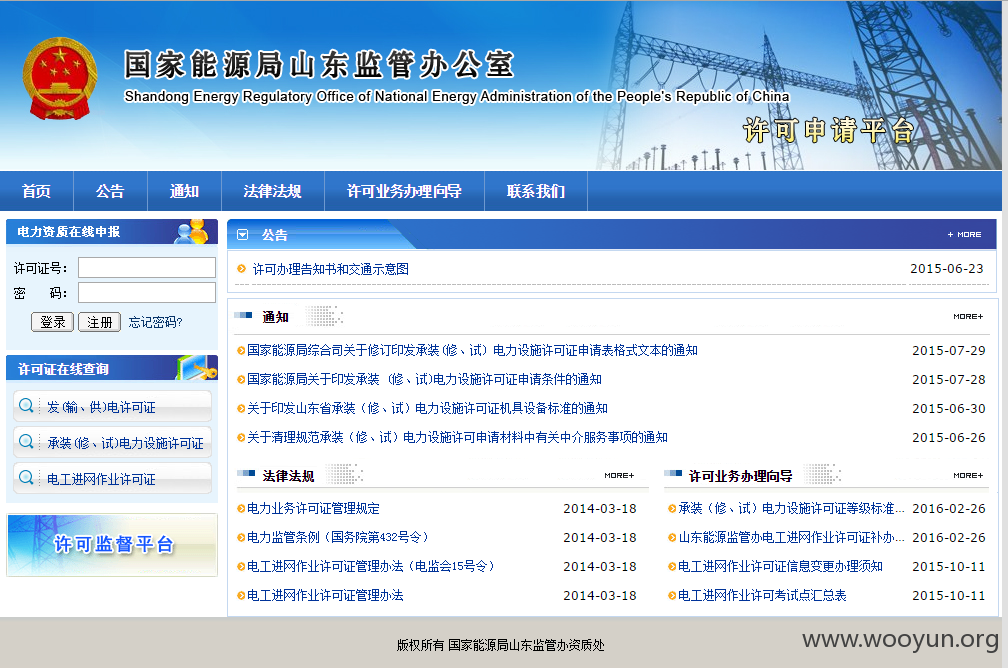 国家能源局山东监管办公室
Shandong Energy Regulatory Office of National Energy Administration of the People's Republic of China
许可申请平台
首页 公告 通知 法律法规 许可业务办理向导 联系我们
电力资质在线申报
许可证号：
密 码：
登录 注册 忘记密码?
许可证在线查询
发(输、供)电许可证
承装(修、试)电力设施许可证
电工进网作业许可证
许可监督平台
公告 + MORE
许可办理告知书和交通示意图 2015-06-23
通知 MORE+
国家能源局综合司关于修订印发承装(修、试）电力设施许可证申请表格式文本的通知 2015-07-29
国家能源局关于印发承装（修、试)电力设施许可证申请条件的通知 2015-07-28
关于印发山东省承装（修、试）电力设施许可证机具设备标准的通知 2015-06-30
关于清理规范承装（修、试）电力设施许可申请材料中有关中介服务事项的通知 2015-06-26
法律法规 MORE+
电力业务许可证管理规定 2014-03-18
电力监管条例（国务院第432号令） 2014-03-18
电工进网作业许可证管理办法（电监会15号令） 2014-03-18
电工进网作业许可证管理办法 2014-03-18
许可业务办理向导 MORE+
承装（修、试）电力设施许可证等级标准... 2016-02-26
山东能源监管办电工进网作业许可证补办... 2016-02-26
电工进网作业许可证信息变更办理须知 2015-10-11
电工进网作业许可考试点汇总表 2015-10-11
版权所有 国家能源局山东监管办资质处
www.wooyun.org